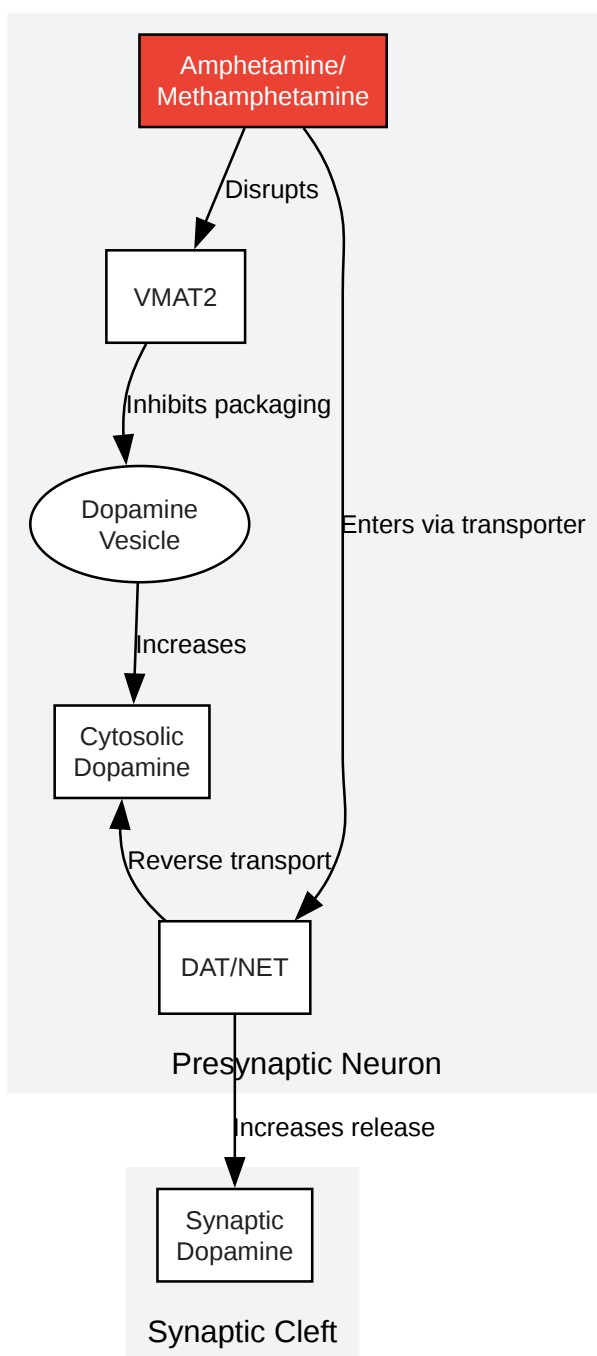 Amphetamine/
Methamphetamine
Disrupts
VMAT2
Inhibits packaging
Dopamine
Vesicle
Enters via transporter
Increases
Cytosolic
Dopamine
Reverse transport
DAT/NET
Presynaptic Neuron
Increases release
Synaptic
Dopamine
Synaptic Cleft